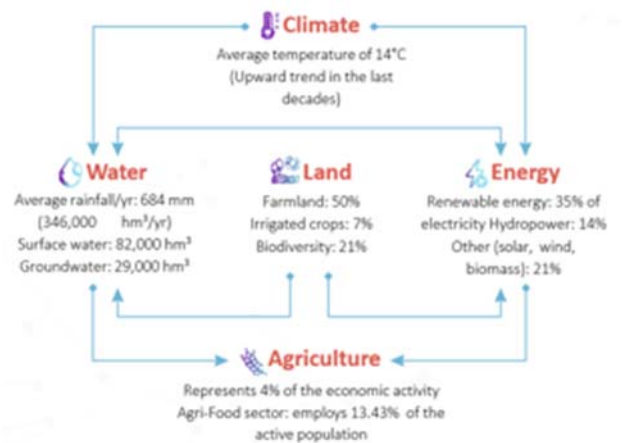 Climate
Average temperature of 14°C
(Upward trend in the last
decades)
Water
Average rainfall/yr: 684 mm
(346,000 hm³/yr)
Surface water: 82,000 hm³
Groundwater: 29,000 hm³
Land
Farmland: 50%
Irrigated crops: 7%
Biodiversity: 21%
Energy
Renewable energy: 35% of
electricity Hydropower: 14%
Other (solar, wind,
biomass): 21%
Agriculture
Represents 4% of the economic activity
Agri-Food sector: employs 13.43% of the
active population